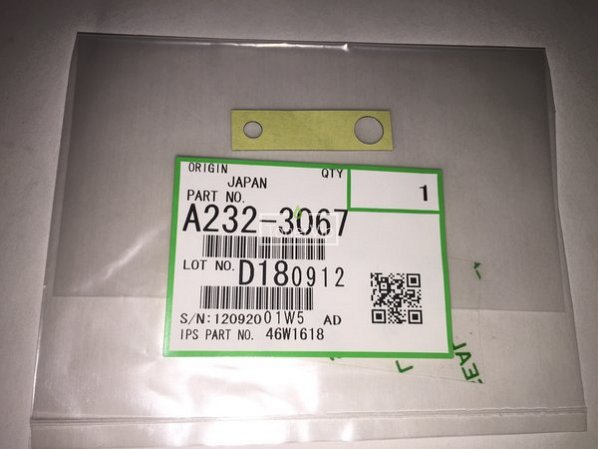 ORIGIN
JAPAN
QTY
1
PART NO.
A232-3067
LOT NO. D180912
S/N:12092001W5 AD
IPS PART NO. 46W1618